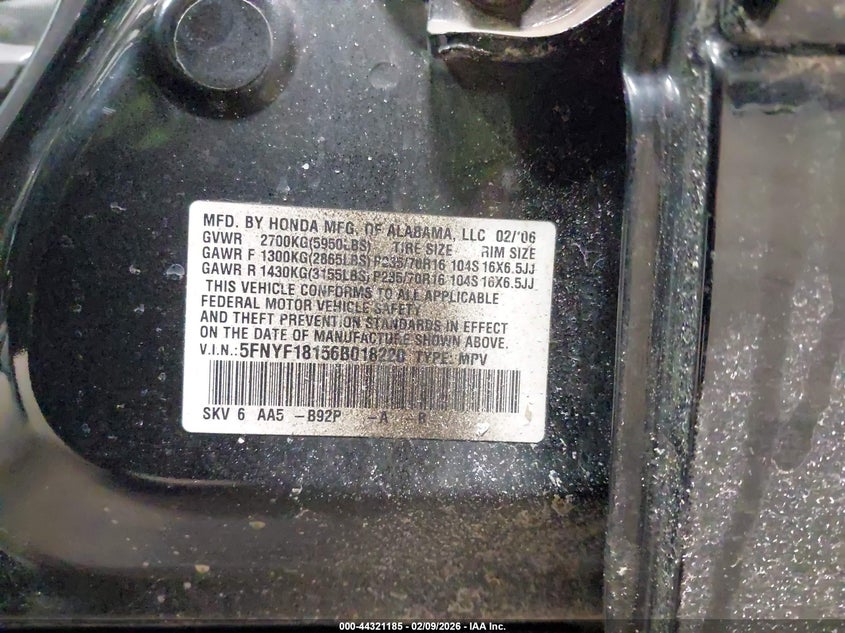 MFD. BY HONDA MFG. OF ALABAMA, LLC 02/'06
GVWR 2700KG(5950LBS) TIRE SIZE RIM SIZE
GAWR F 1300KG(2865LBS) P235/70R16 104S 16X6.5JJ
GAWR R 1430KG(3155LBS) P235/70R16 104S 16X6.5JJ
THIS VEHICLE CONFORMS TO ALL APPLICABLE
FEDERAL MOTOR VEHICLE SAFETY
AND THEFT PREVENTION STANDARDS IN EFFECT
ON THE DATE OF MANUFACTURE SHOWN ABOVE.
V.I.N.: 5FNYF18156B018220 TYPE: MPV
SKV 6 AA5 -B92P -A -B
000-44321185 - 02/09/2026 - IAA Inc.